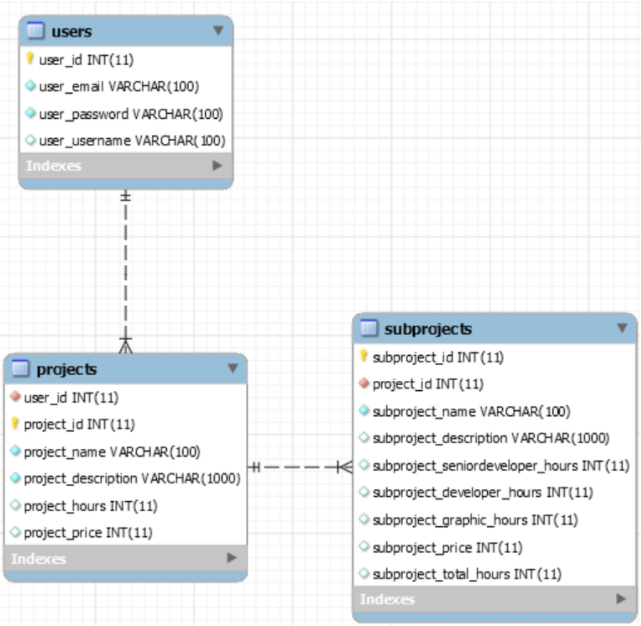 users
user_id INT(11)
user_email VARCHAR(100)
user_password VARCHAR(100)
user_username VARCHAR(100)
Indexes
projects
user_id INT(11)
project_id INT(11)
project_name VARCHAR(100)
project_description VARCHAR(1000)
project_hours INT(11)
project_price INT(11)
Indexes
subprojects
subproject_id INT(11)
project_id INT(11)
subproject_name VARCHAR(100)
subproject_description VARCHAR(1000)
subproject_seniordeveloper_hours INT(11)
subproject_developer_hours INT(11)
subproject_graphic_hours INT(11)
subproject_price INT(11)
subproject_total_hours INT(11)
Indexes